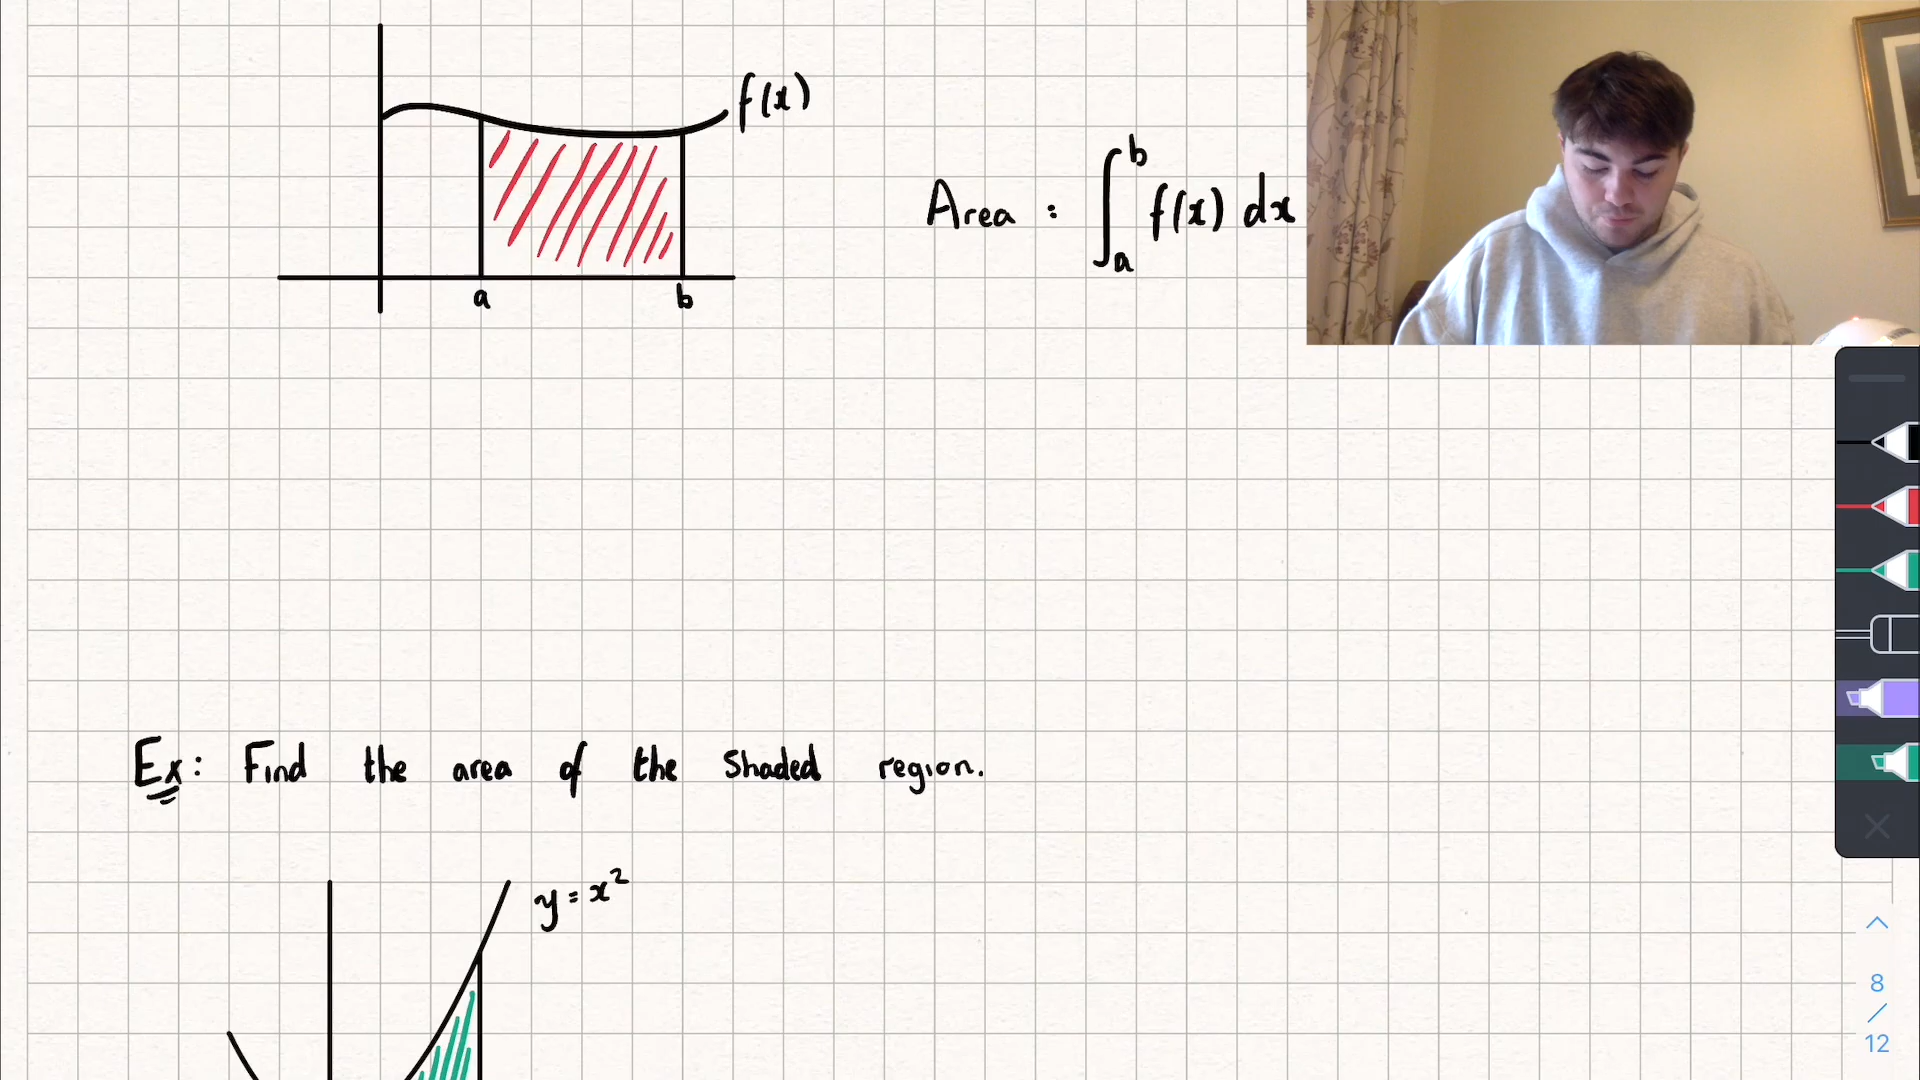 f(x)
Area : ∫ₐᵇ f(x) dx
a b
Ex: Find the area of the Shaded region.
y = x²
8
/
12